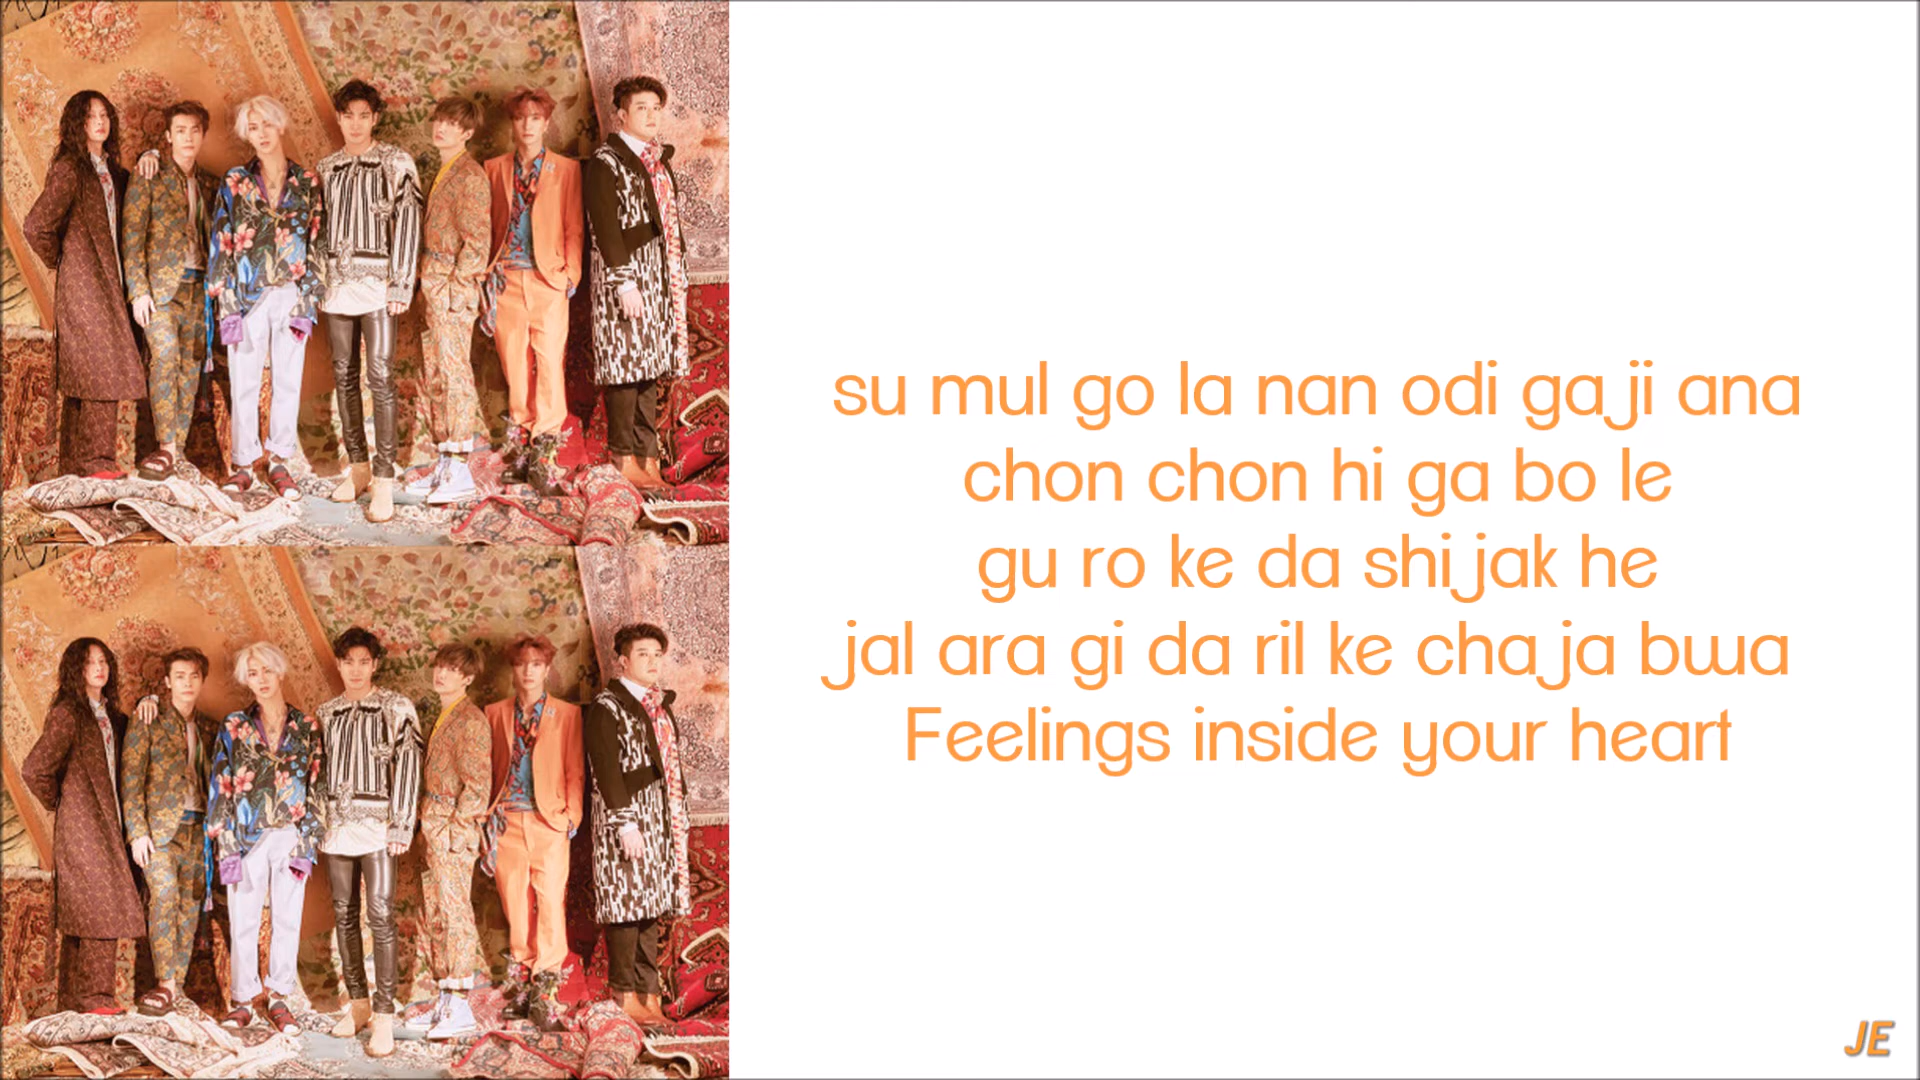 su mul go la nan odi gaji ana
chon chon hi ga bo le
gu ro ke da shijak he
jal ara gi da ril ke chaja bwa
Feelings inside your heart
JE